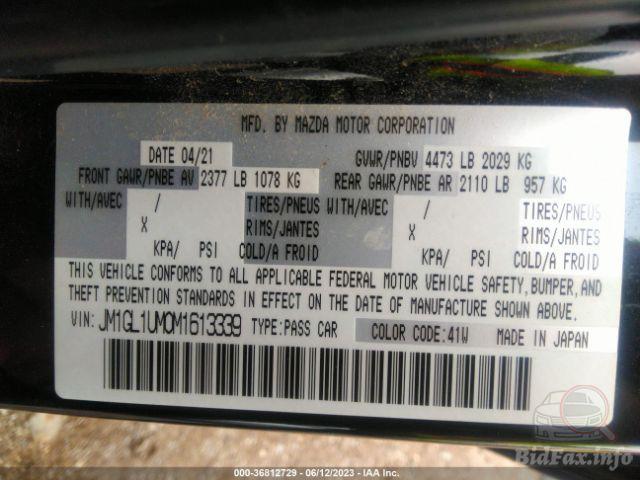 MFD. BY MAZDA MOTOR CORPORATION
DATE 04/21 GVWR/PNBV 4473 LB 2029 KG
FRONT GAWR/PNBE AV 2377 LB 1078 KG REAR GAWR/PNBE AR 2110 LB 957 KG
WITH/AVEC / TIRES/PNEUS WITH/AVEC / TIRES/PNEUS
X RIMS/JANTES X RIMS/JANTES
KPA/ PSI COLD/A FROID KPA/ PSI COLD/A FROID
THIS VEHICLE CONFORMS TO ALL APPLICABLE FEDERAL MOTOR VEHICLE SAFETY, BUMPER, AND
THEFT PREVENTION STANDARDS IN EFFECT ON THE DATE OF MANUFACTURE SHOWN ABOVE.
VIN: JM1GL1UM0M1613339 TYPE: PASS CAR COLOR CODE: 41W MADE IN JAPAN
BidFax.info
000-36812729 - 06/12/2023 - IAA Inc.